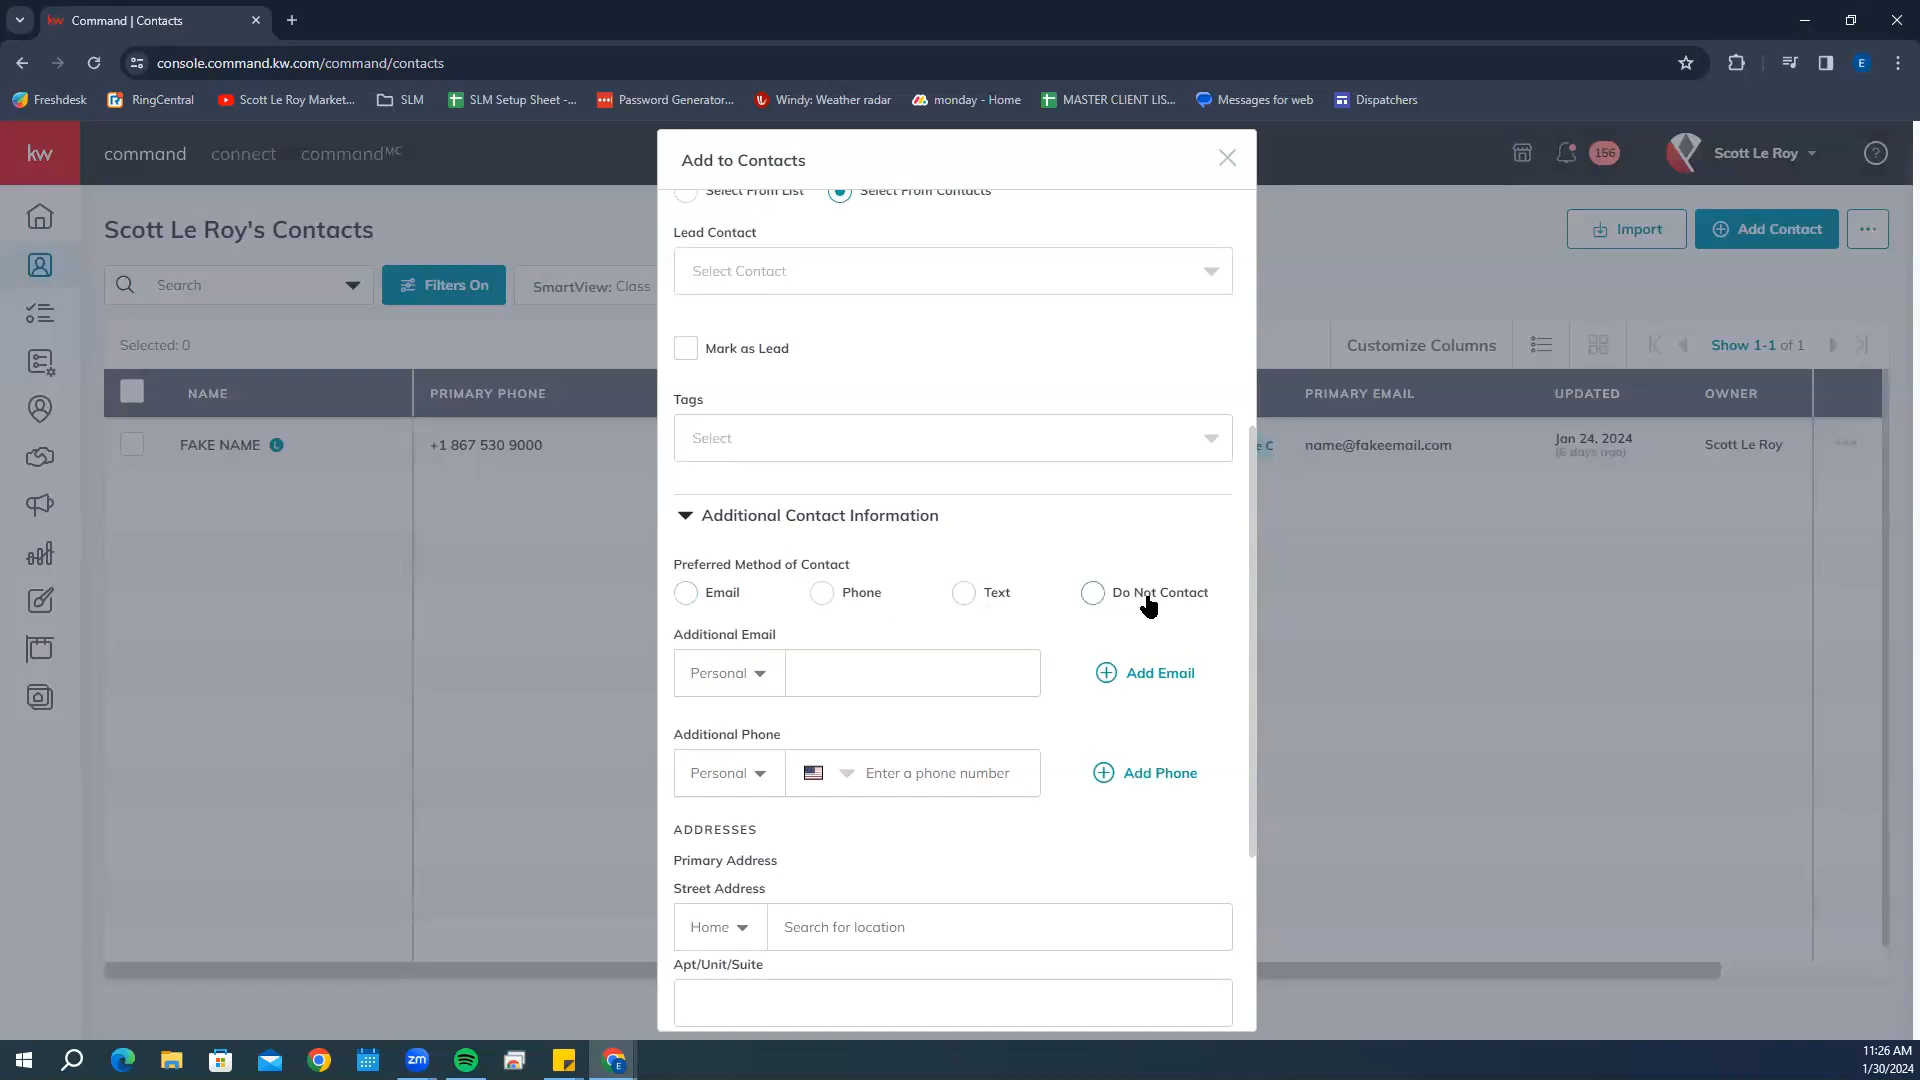 kw Command | Contacts
console.command.kw.com/command/contacts
E
Freshdesk RingCentral Scott Le Roy Market... SLM SLM Setup Sheet -... Password Generator... Windy: Weather radar monday - Home MASTER CLIENT LIS... Messages for web Dispatchers
kw command connect commandMC 156 Scott Le Roy ?
Scott Le Roy's Contacts Import Add Contact ...
Search Filters On SmartView: Class
Selected: 0 Customize Columns Show 1-1 of 1
NAME PRIMARY PHONE PRIMARY EMAIL UPDATED OWNER
FAKE NAME L +1 867 530 9000 e C name@fakeemail.com Jan 24, 2024 Scott Le Roy
(6 days ago)
Add to Contacts
Select From List Select From Contacts
Lead Contact
Select Contact
Mark as Lead
Tags
Select
Additional Contact Information
Preferred Method of Contact
Email Phone Text Do Not Contact
Additional Email
Personal Add Email
Additional Phone
Personal Enter a phone number Add Phone
ADDRESSES
Primary Address
Street Address
Home Search for location
Apt/Unit/Suite
zm E
11:26 AM
1/30/2024